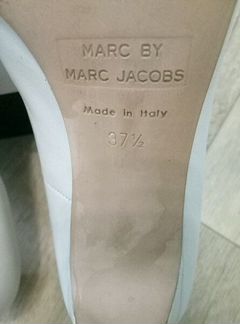 MARC BY
MARC JACOBS
Made in Italy
37½